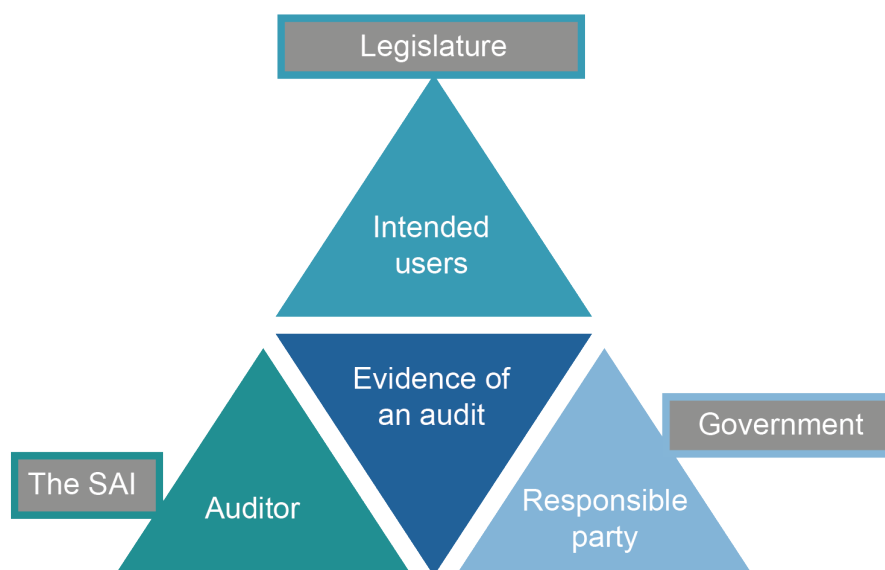 Legislature
Intended
users
Evidence of
an audit
Government
The SAI
Auditor
Responsible
party